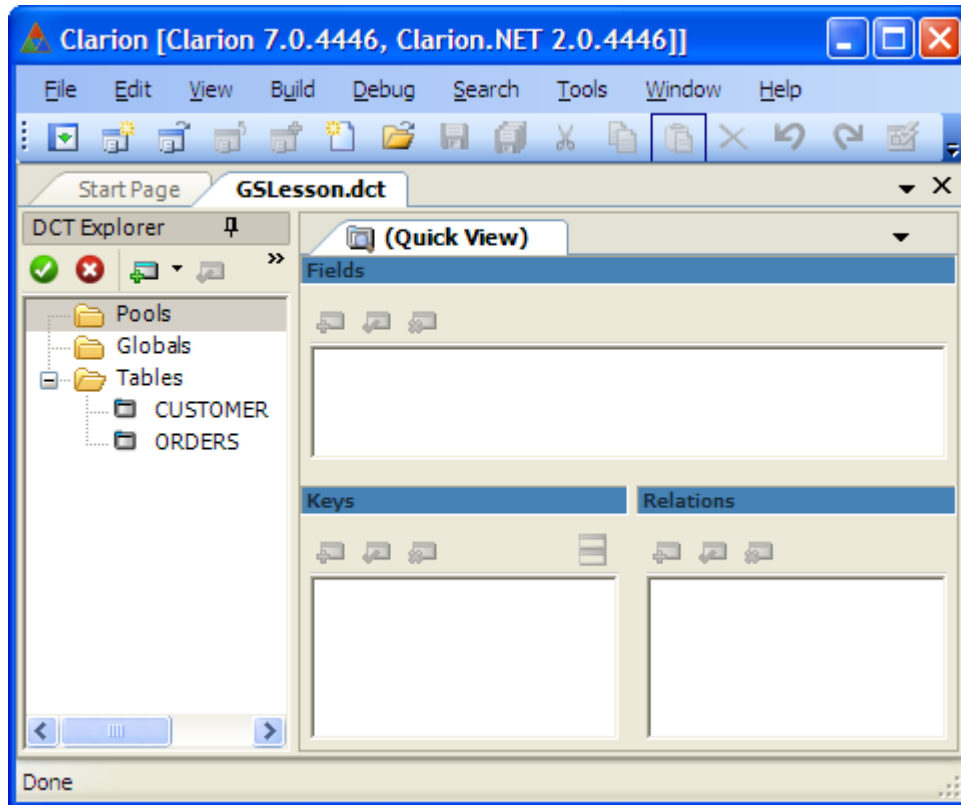 Clarion [Clarion 7.0.4446, Clarion.NET 2.0.4446]]
File Edit View Build Debug Search Tools Window Help
Start Page GSLesson.dct
DCT Explorer
(Quick View)
Fields
Pools
Globals
Tables
CUSTOMER
ORDERS
Keys
Relations
Done